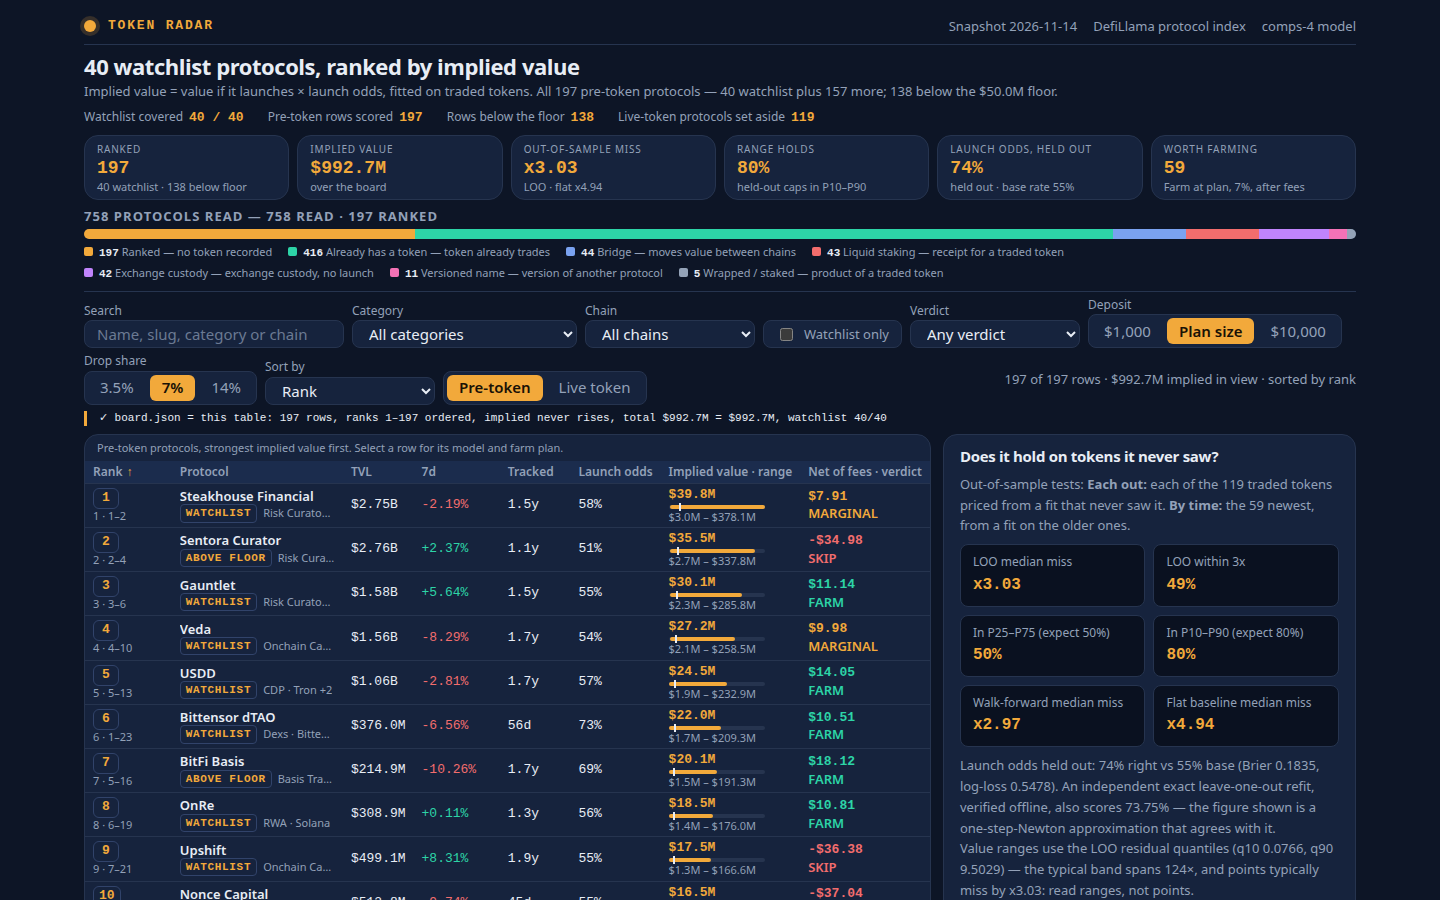 TOKEN RADAR
Snapshot 2026-11-14 DefiLlama protocol index comps-4 model
40 watchlist protocols, ranked by implied value
Implied value = value if it launches × launch odds, fitted on traded tokens. All 197 pre-token protocols — 40 watchlist plus 157 more; 138 below the $50.0M floor.
Watchlist covered 40 / 40 Pre-token rows scored 197 Rows below the floor 138 Live-token protocols set aside 119
RANKED
197
40 watchlist · 138 below floor
IMPLIED VALUE
$992.7M
over the board
OUT-OF-SAMPLE MISS
x3.03
LOO · flat x4.94
RANGE HOLDS
80%
held-out caps in P10–P90
LAUNCH ODDS, HELD OUT
74%
held out · base rate 55%
WORTH FARMING
59
Farm at plan, 7%, after fees
758 PROTOCOLS READ — 758 READ · 197 RANKED
197 Ranked — no token recorded 416 Already has a token — token already trades 44 Bridge — moves value between chains 43 Liquid staking — receipt for a traded token
42 Exchange custody — exchange custody, no launch 11 Versioned name — version of another protocol 5 Wrapped / staked — product of a traded token
Search
Name, slug, category or chain
Category
All categories
Chain
All chains
Watchlist only
Verdict
Any verdict
Deposit
$1,000 Plan size $10,000
Drop share
3.5% 7% 14%
Sort by
Rank
Pre-token Live token
197 of 197 rows · $992.7M implied in view · sorted by rank
✓ board.json = this table: 197 rows, ranks 1–197 ordered, implied never rises, total $992.7M = $992.7M, watchlist 40/40
Pre-token protocols, strongest implied value first. Select a row for its model and farm plan.
Rank ↑ Protocol TVL 7d Tracked Launch odds Implied value · range Net of fees · verdict
1 Steakhouse Financial $2.75B -2.19% 1.5y 58% $39.8M $7.91
1 · 1–2 WATCHLIST Risk Curato... $3.0M – $378.1M MARGINAL
2 Sentora Curator $2.76B +2.37% 1.1y 51% $35.5M -$34.98
2 · 2–4 ABOVE FLOOR Risk Cura... $2.7M – $337.8M SKIP
3 Gauntlet $1.58B +5.64% 1.5y 55% $30.1M $11.14
3 · 3–6 WATCHLIST Risk Curato... $2.3M – $285.8M FARM
4 Veda $1.56B -8.29% 1.7y 54% $27.2M $9.98
4 · 4–10 WATCHLIST Onchain Ca... $2.1M – $258.5M MARGINAL
5 USDD $1.06B -2.81% 1.7y 57% $24.5M $14.05
5 · 5–13 WATCHLIST CDP · Tron +2 $1.9M – $232.9M FARM
6 Bittensor dTAO $376.0M -6.56% 56d 73% $22.0M $10.51
6 · 1–23 WATCHLIST Dexs · Bitte... $1.7M – $209.3M FARM
7 BitFi Basis $214.9M -10.26% 1.7y 69% $20.1M $18.12
7 · 5–16 ABOVE FLOOR Basis Tra... $1.5M – $191.3M FARM
8 OnRe $308.9M +0.11% 1.3y 56% $18.5M $10.81
8 · 6–19 WATCHLIST RWA · Solana $1.4M – $176.0M FARM
9 Upshift $499.1M +8.31% 1.9y 55% $17.5M -$36.38
9 · 7–21 WATCHLIST Onchain Ca... $1.3M – $166.6M SKIP
10 Nonce Capital $16.5M -$37.04
Does it hold on tokens it never saw?
Out-of-sample tests: Each out: each of the 119 traded tokens
priced from a fit that never saw it. By time: the 59 newest,
from a fit on the older ones.
LOO median miss
x3.03
LOO within 3x
49%
In P25–P75 (expect 50%)
50%
In P10–P90 (expect 80%)
80%
Walk-forward median miss
x2.97
Flat baseline median miss
x4.94
Launch odds held out: 74% right vs 55% base (Brier 0.1835,
log-loss 0.5478). An independent exact leave-one-out refit,
verified offline, also scores 73.75% — the figure shown is a
one-step-Newton approximation that agrees with it.
Value ranges use the LOO residual quantiles (q10 0.0766, q90
9.5029) — the typical band spans 124×, and points typically
miss by x3.03: read ranges, not points.